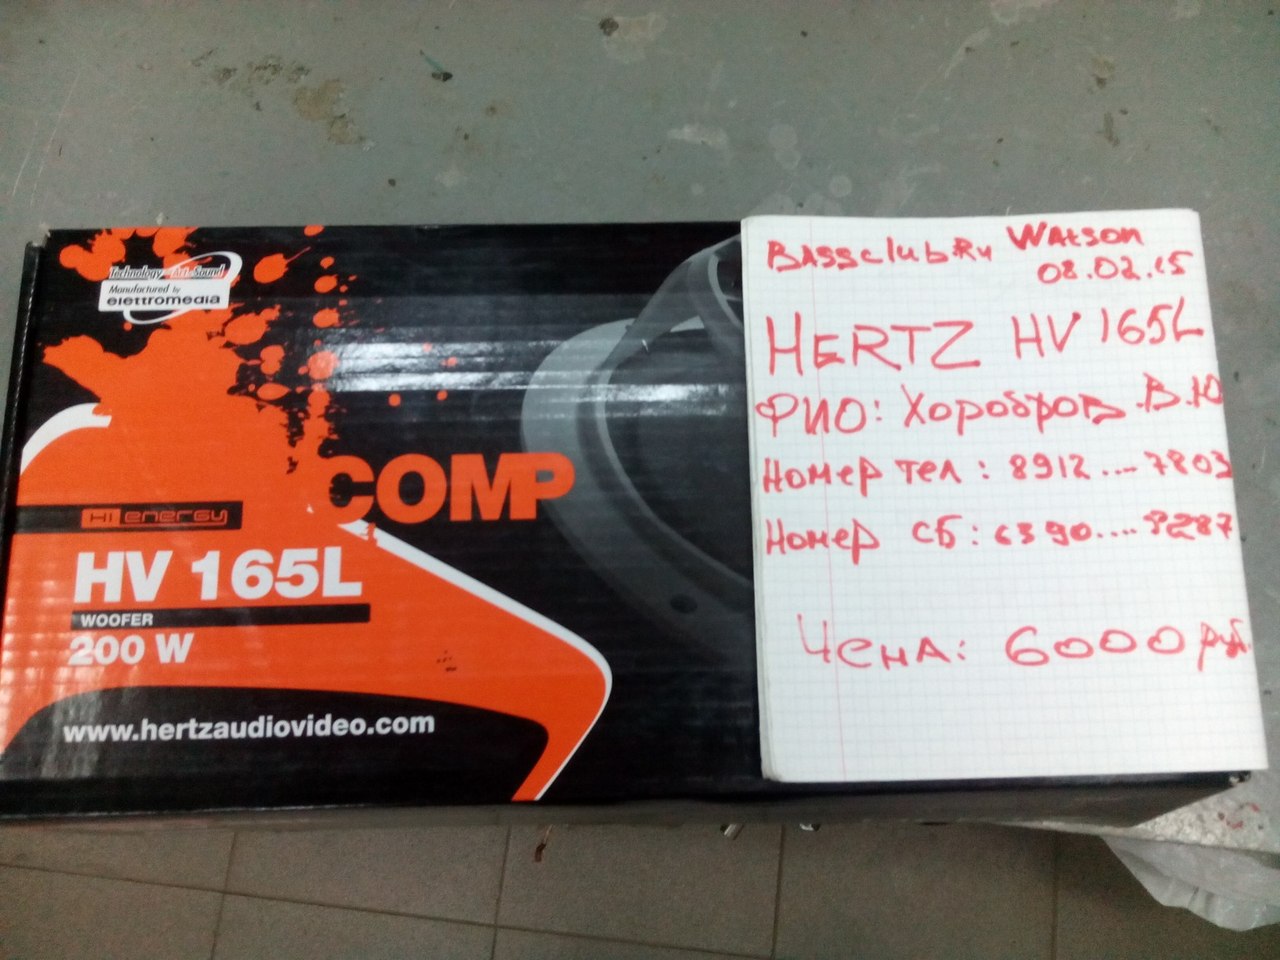 Technology Art & Sound
Manufactured by
elettromedia
COMP
HI energy
HV 165L
WOOFER
200 W
www.hertzaudiovideo.com
BASSclub.Ru Watson
08.02.15
HERTZ HV 165L
ФИО: Хоробров.В.Ю
Номер тел: 8912....7803
Номер СБ: 6390....8287
Цена: 6000 руб.